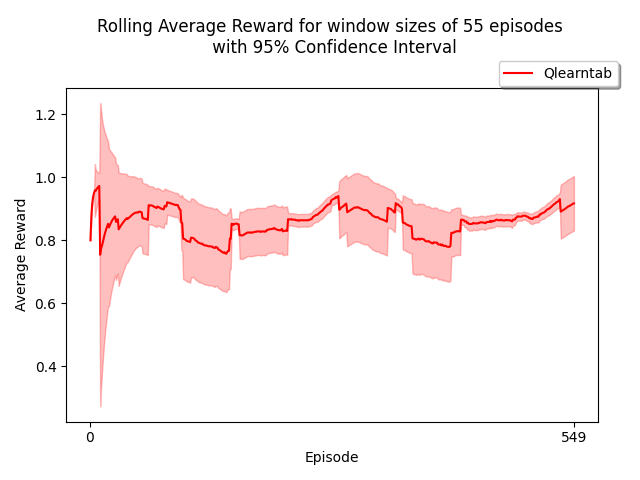 Rolling Average Reward for window sizes of 55 episodes
with 95% Confidence Interval
Qlearntab
1.2
1.0
0.8
0.6
0.4
Average Reward
0
549
Episode